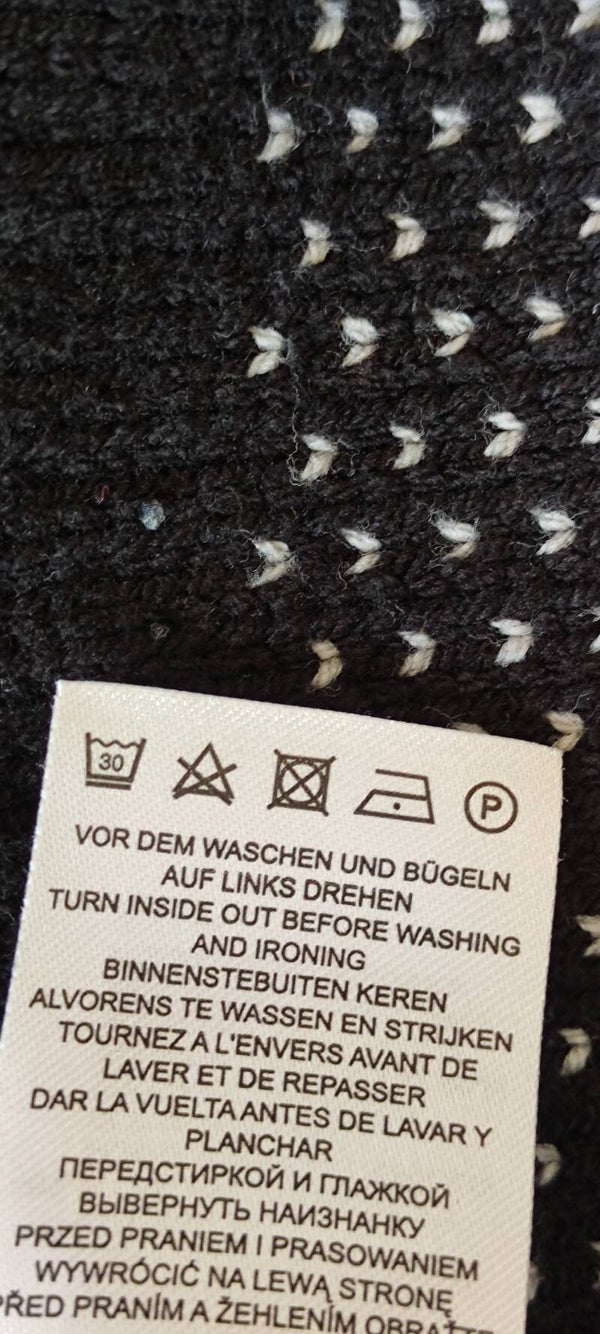 30 P
VOR DEM WASCHEN UND BÜGELN
AUF LINKS DREHEN
TURN INSIDE OUT BEFORE WASHING
AND IRONING
BINNENSTEBUITEN KEREN
ALVORENS TE WASSEN EN STRIJKEN
TOURNEZ A L'ENVERS AVANT DE
LAVER ET DE REPASSER
DAR LA VUELTA ANTES DE LAVAR Y
PLANCHAR
ПЕРЕДСТИРКОЙ И ГЛАЖКОЙ
ВЫВЕРНУТЬ НАИЗНАНКУ
PRZED PRANIEM I PRASOWANIEM
WYWRÓCIĆ NA LEWĄ STRONĘ
PŘED PRANÍM A ŽEHLENÍM